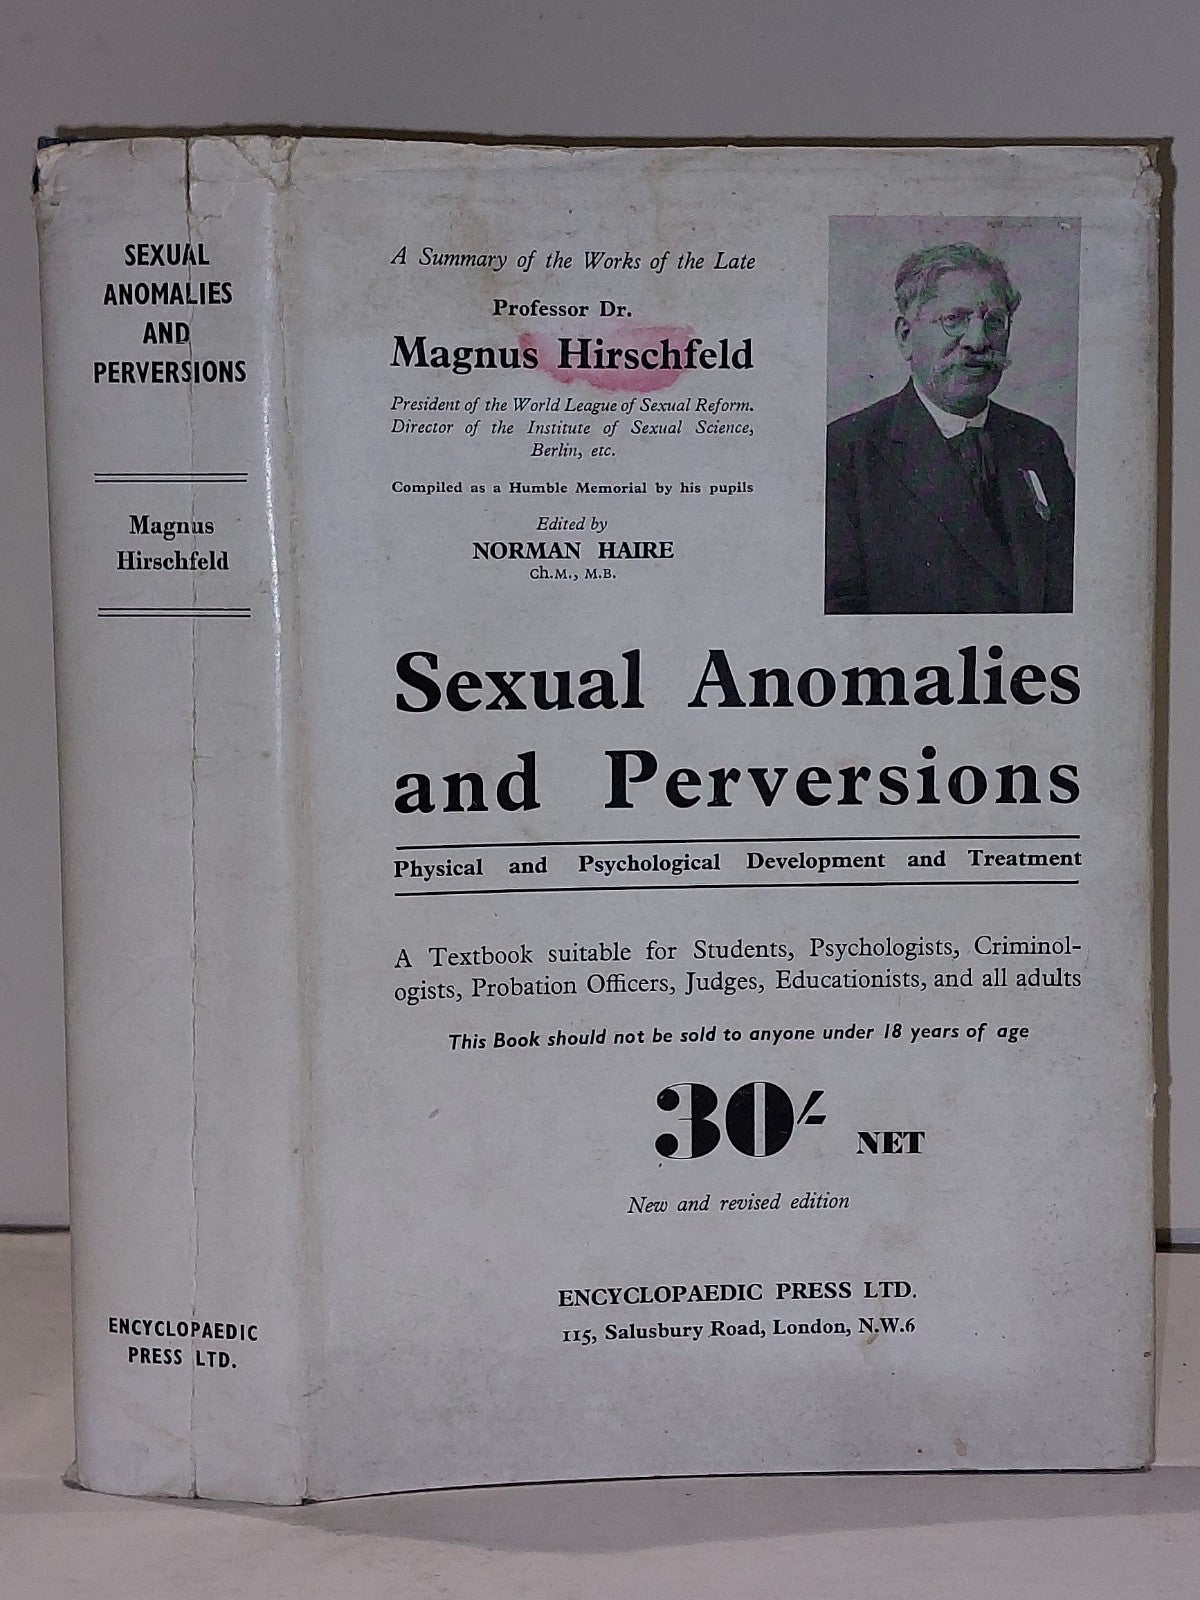 SEXUAL
ANOMALIES
AND
PERVERSIONS
Magnus
Hirschfeld
ENCYCLOPAEDIC
PRESS LTD.
A Summary of the Works of the Late
Professor Dr.
Magnus Hirschfeld
President of the World League of Sexual Reform.
Director of the Institute of Sexual Science,
Berlin, etc.
Compiled as a Humble Memorial by his pupils
Edited by
NORMAN HAIRE
Ch.M., M.B.
Sexual Anomalies
and Perversions
Physical and Psychological Development and Treatment
A Textbook suitable for Students, Psychologists, Criminol-
ogists, Probation Officers, Judges, Educationists, and all adults
This Book should not be sold to anyone under 18 years of age
30/- NET
New and revised edition
ENCYCLOPAEDIC PRESS LTD.
115, Salusbury Road, London, N.W.6